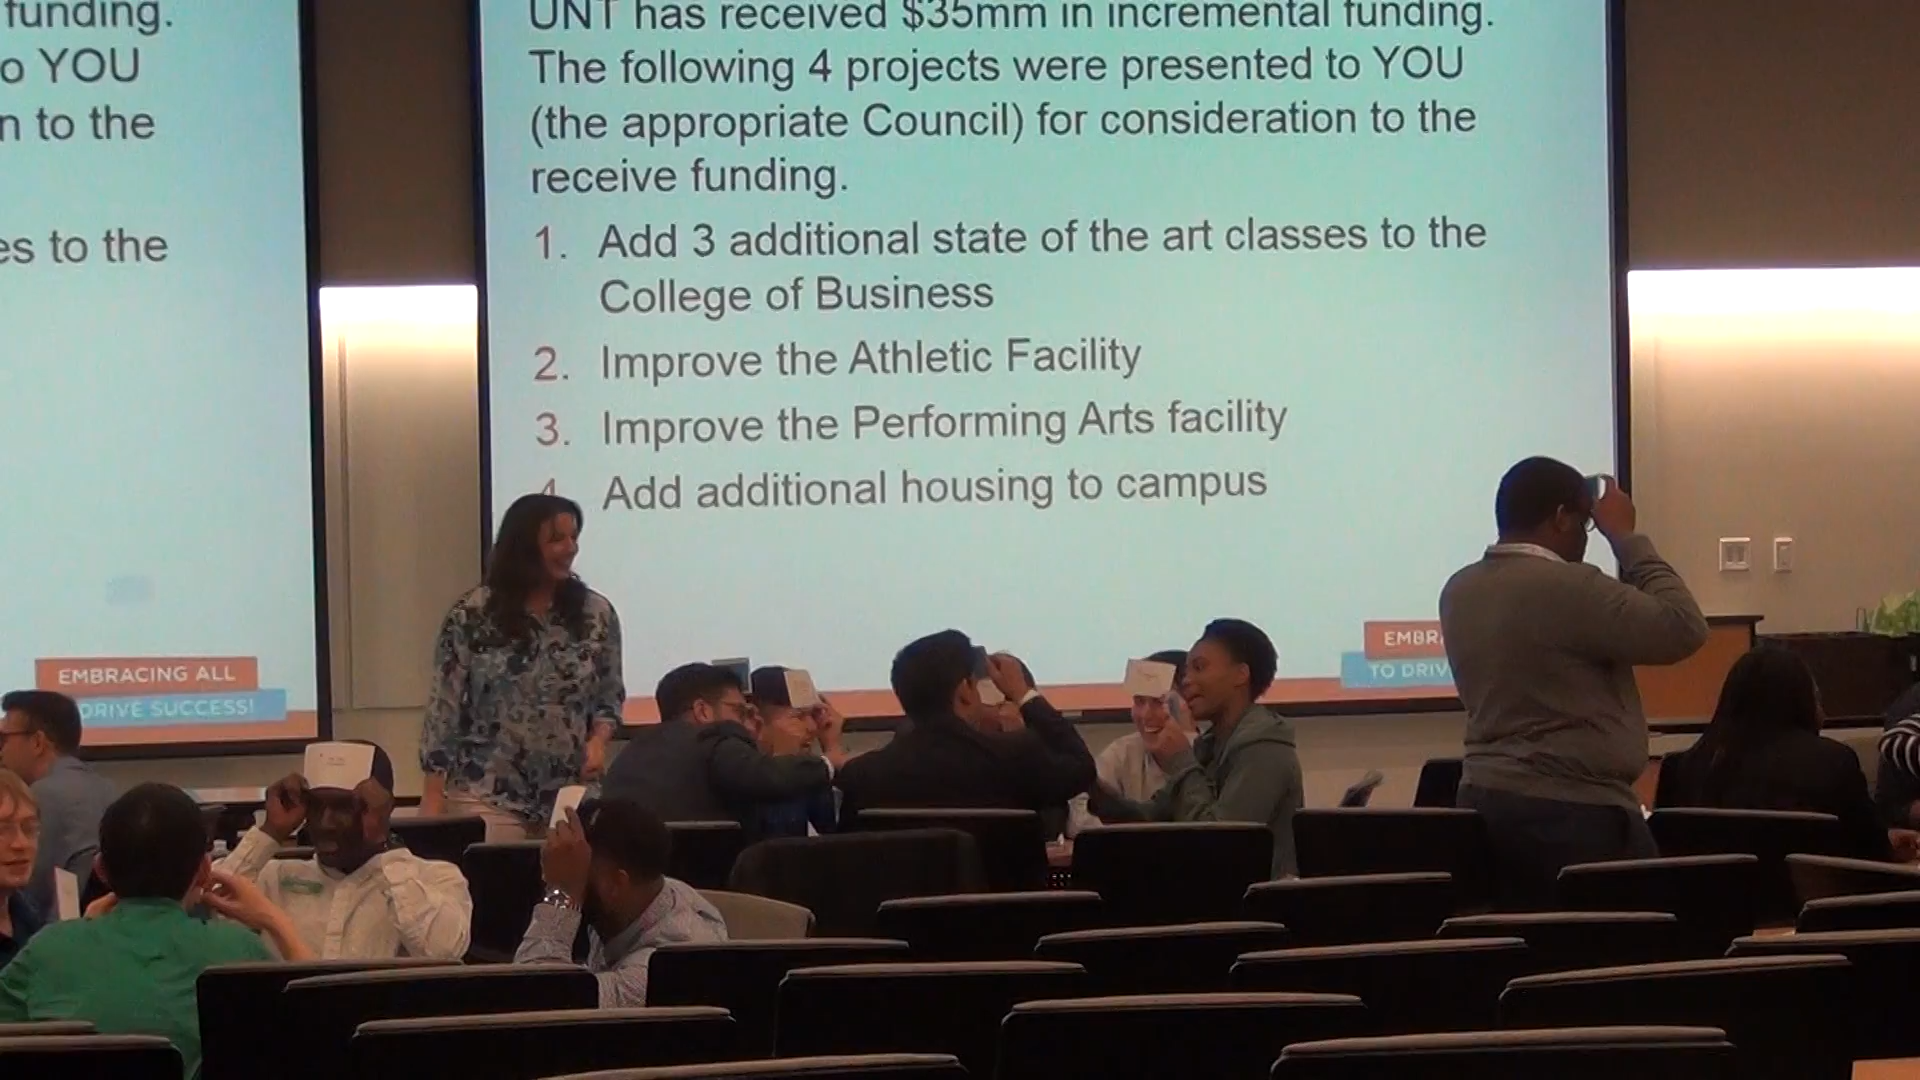 funding.
o YOU
n to the
es to the
EMBRACING ALL
DRIVE SUCCESS!
UNT has received $35mm in incremental funding.
The following 4 projects were presented to YOU
(the appropriate Council) for consideration to the
receive funding.
1. Add 3 additional state of the art classes to the
College of Business
2. Improve the Athletic Facility
3. Improve the Performing Arts facility
4. Add additional housing to campus
EMBR
TO DRIV